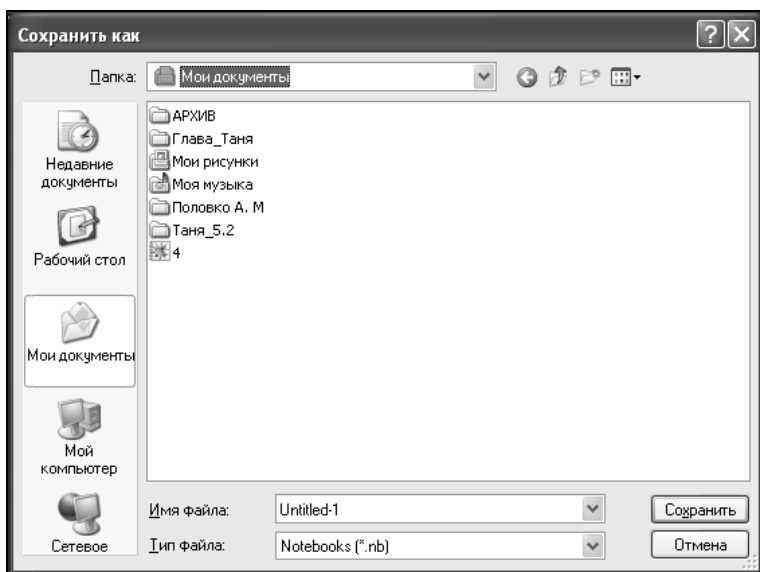 Сохранить как
Папка:
Мои документы
Недавние
документы
Рабочий стол
Мои документы
Мой
компьютер
Сетевое
АРХИВ
Глава_Таня
Мои рисунки
Моя музыка
Половко А. М
Таня_5.2
4
Имя файла:
Untitled-1
Сохранить
Тип файла:
Notebooks (*.nb)
Отмена